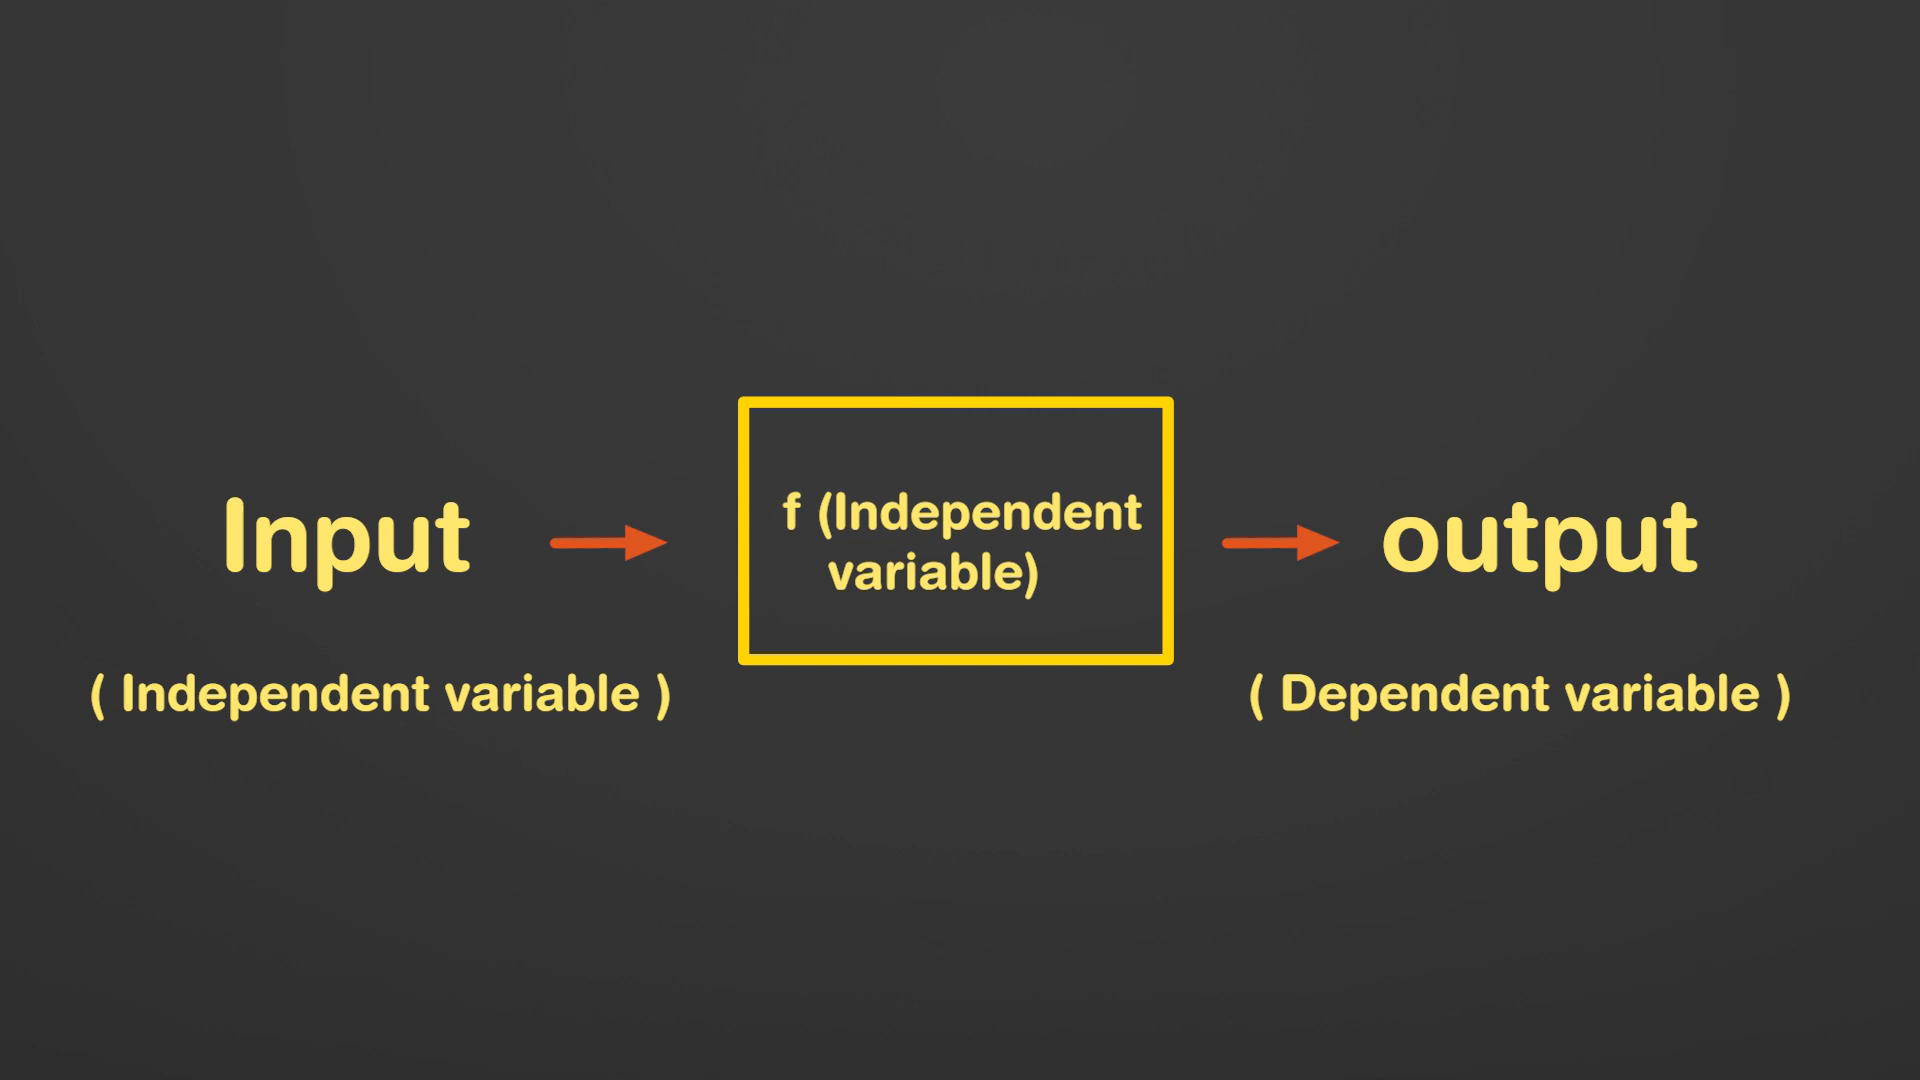 Input
f (Independent
variable)
output
( Independent variable )
( Dependent variable )